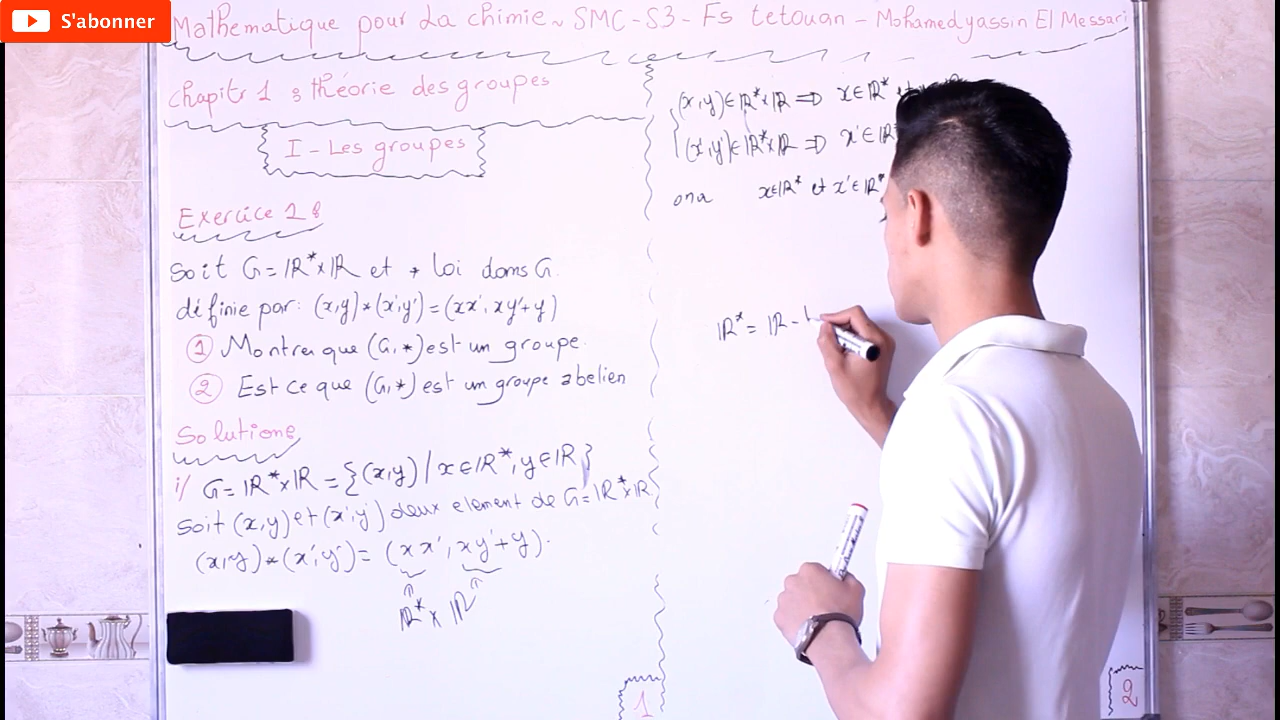 S'abonner
Mathematique pour La chimie ~ SMC-S3-Fs tetouan - Mohamedyassin El Messari
Chapitr 1 : théorie des groupes
I - Les groupes
Exercice 1 :
Soit G=IR*×IR et * loi dans G.
définie par: (x,y)*(x',y')=(xx', xy'+y)
① Montrer que (G,*) est un groupe.
② Est ce que (G,*) est un groupe abelien
Solutions
1/ G=IR*×IR={(x,y)/x∈IR*,y∈IR}
Soit (x,y) et (x',y') deux element de G=IR*×IR
(x,y)*(x',y')=(xx',xy'+y).
IR*×IR
1
(x,y)∈IR*×IR ⇒ x∈IR* et
(x',y')∈IR*×IR ⇒ x'∈IR*
on a x∈IR* et x'∈IR*
IR*=IR-
2